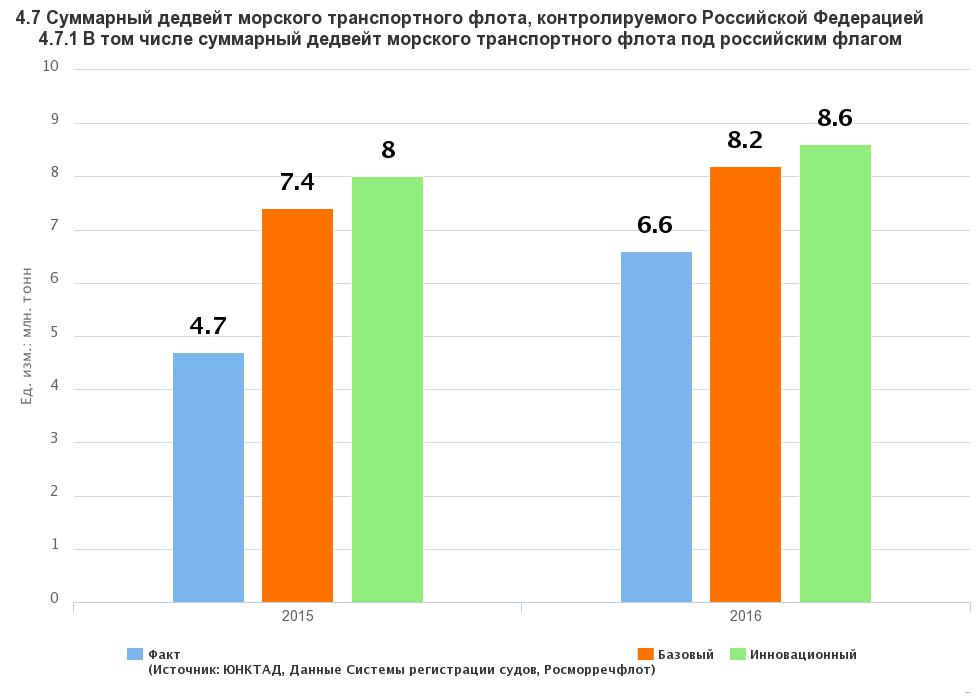 4.7 Суммарный дедвейт морского транспортного флота, контролируемого Российской Федерацией
4.7.1 В том числе суммарный дедвейт морского транспортного флота под российским флагом
Ед. изм.: млн. тонн
10
9
8
7
6
5
4
3
2
1
0
4.7
7.4
8
6.6
8.2
8.6
2015
2016
Факт
(Источник: ЮНКТАД, Данные Системы регистрации судов, Росморречфлот)
Базовый
Инновационный